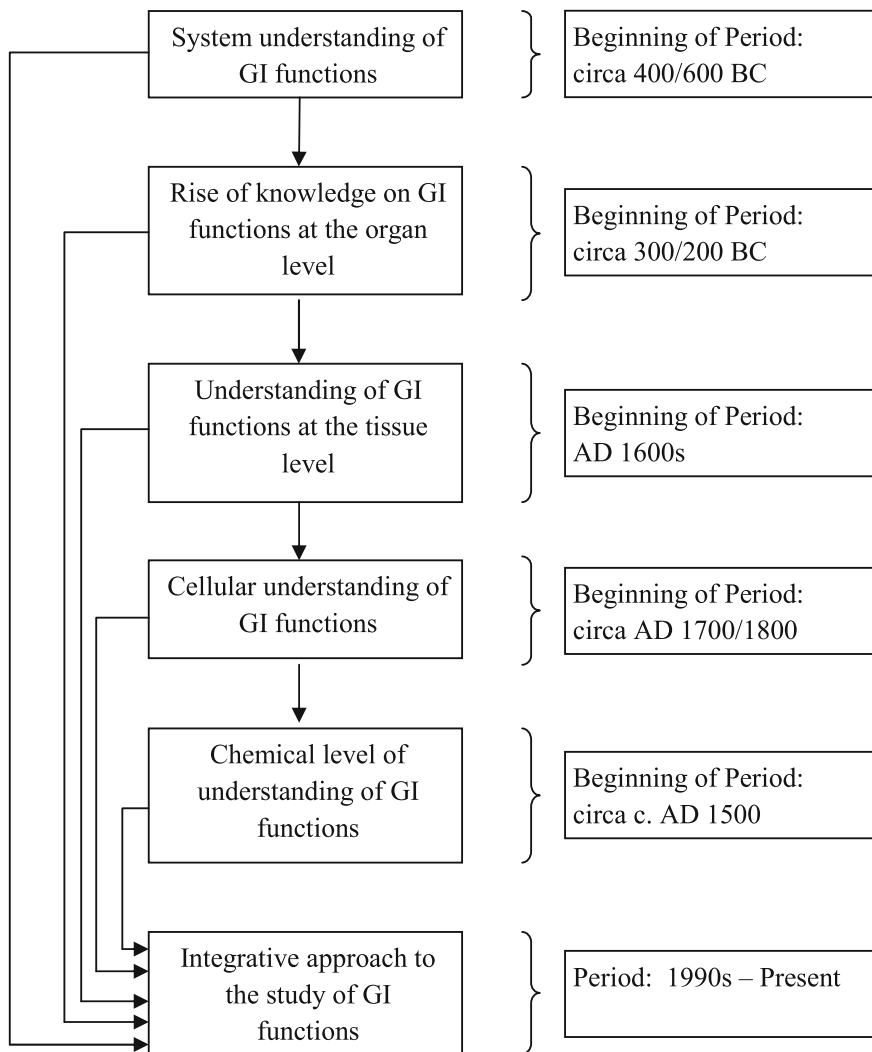 System understanding of
GI functions
Beginning of Period:
circa 400/600 BC
Rise of knowledge on GI
functions at the organ
level
Beginning of Period:
circa 300/200 BC
Understanding of GI
functions at the tissue
level
Beginning of Period:
AD 1600s
Cellular understanding of
GI functions
Beginning of Period:
circa AD 1700/1800
Chemical level of
understanding of GI
functions
Beginning of Period:
circa c. AD 1500
Integrative approach to
the study of GI
functions
Period: 1990s – Present